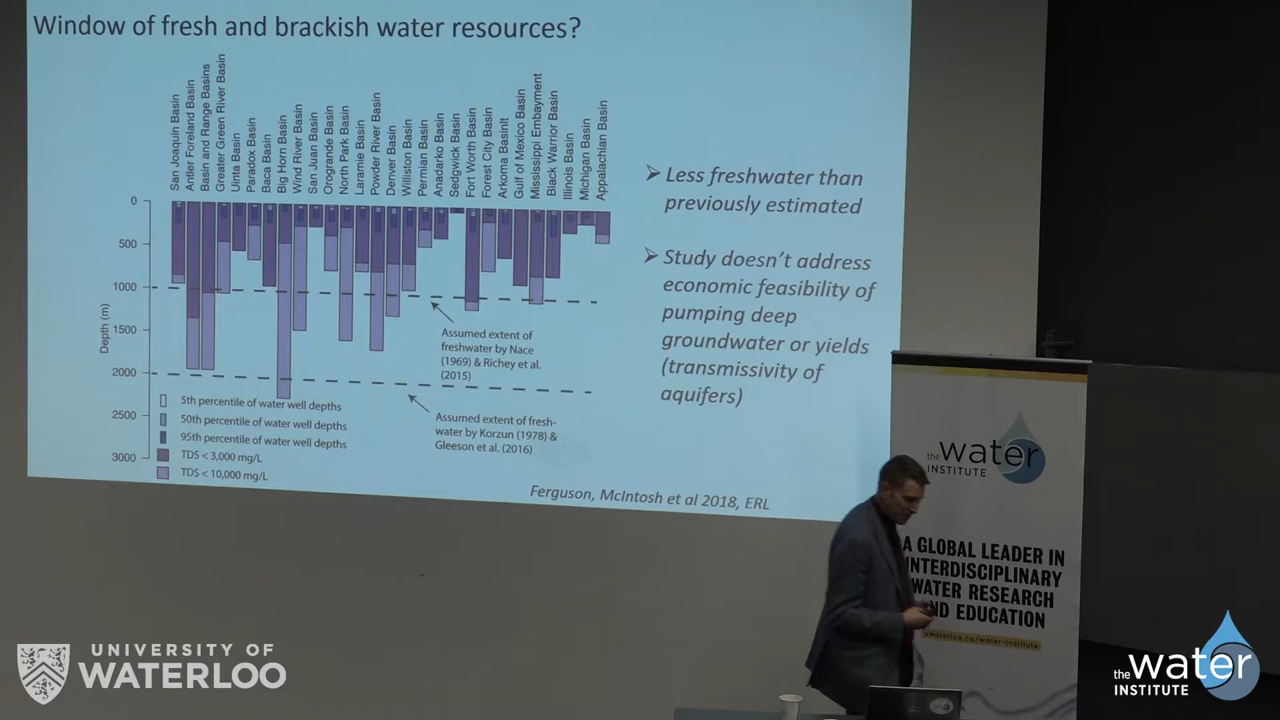 Window of fresh and brackish water resources?
San Joaquin Basin
Antler Foreland Basin
Basin and Range Basins
Greater Green River Basin
Uinta Basin
Paradox Basin
Baca Basin
Big Horn Basin
Wind River Basin
San Juan Basin
Orogrande Basin
North Park Basin
Laramie Basin
Powder River Basin
Denver Basin
Williston Basin
Permian Basin
Anadarko Basin
Sedgwick Basin
Fort Worth Basin
Forest City Basin
Arkoma Basinlt
Gulf of Mexico Basin
Mississippi Embayment
Black Warrior Basin
Illinois Basin
Michigan Basin
Appalachian Basin
0
500
1000
1500
2000
2500
3000
Depth (m)
Assumed extent of
freshwater by Nace
(1969) & Richey et al.
(2015)
Assumed extent of fresh-
water by Korzun (1978) &
Gleeson et al. (2016)
5th percentile of water well depths
50th percentile of water well depths
95th percentile of water well depths
TDS < 3,000 mg/L
TDS < 10,000 mg/L
Less freshwater than
previously estimated
Study doesn't address
economic feasibility of
pumping deep
groundwater or yields
(transmissivity of
aquifers)
Ferguson, McIntosh et al 2018, ERL
the water
INSTITUTE
A GLOBAL LEADER IN
INTERDISCIPLINARY
WATER RESEARCH
AND EDUCATION
uwaterloo.ca/water-institute
UNIVERSITY OF
WATERLOO
the water
INSTITUTE